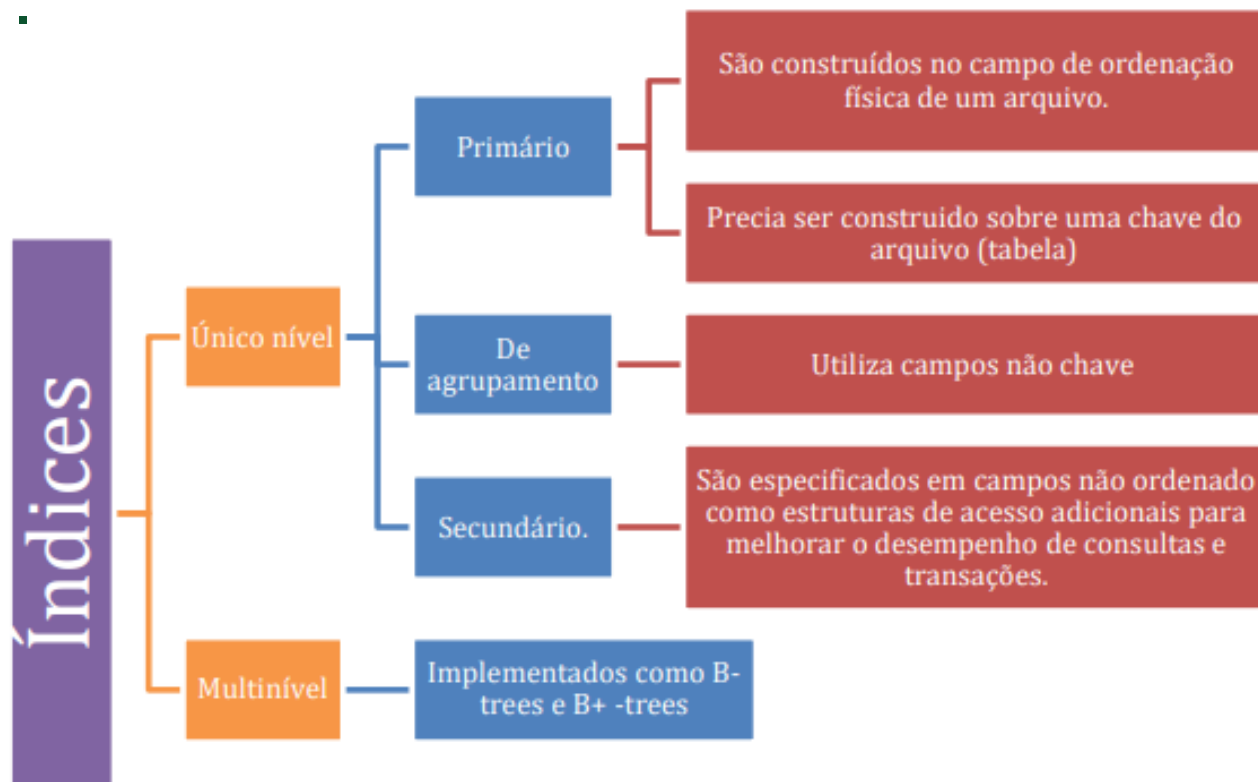 Índices
Único nível
Primário
São construídos no campo de ordenação
física de um arquivo.
Precia ser construido sobre uma chave do
arquivo (tabela)
De
agrupamento
Utiliza campos não chave
Secundário.
São especificados em campos não ordenado
como estruturas de acesso adicionais para
melhorar o desempenho de consultas e
transações.
Multinível
Implementados como B-
trees e B+ -trees